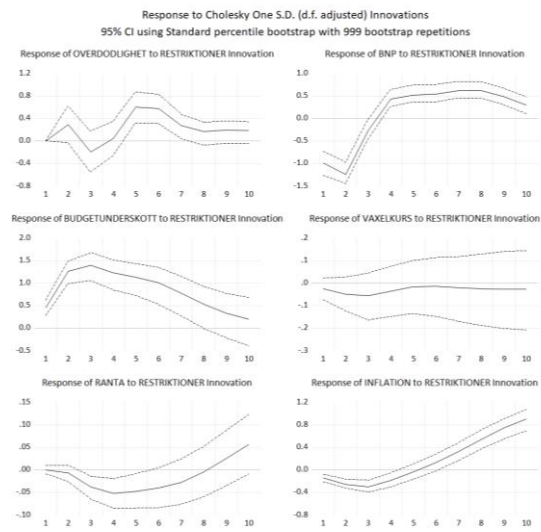 Response to Cholesky One S.D. (d.f. adjusted) Innovations
95% CI using Standard percentile bootstrap with 999 bootstrap repetitions
Response of OVERDODLIGHET to RESTRIKTIONER Innovation
1.2
0.8
0.4
0.0
-0.4
-0.8
1 2 3 4 5 6 7 8 9 10
Response of BNP to RESTRIKTIONER Innovation
1.0
0.5
0.0
-0.5
-1.0
-1.5
1 2 3 4 5 6 7 8 9 10
Response of BUDGETUNDERSKOTT to RESTRIKTIONER Innovation
2.0
1.5
1.0
0.5
0.0
-0.5
1 2 3 4 5 6 7 8 9 10
Response of VAXELKURS to RESTRIKTIONER Innovation
.2
.1
.0
-.1
-.2
-.3
1 2 3 4 5 6 7 8 9 10
Response of RANTA to RESTRIKTIONER Innovation
.15
.10
.05
.00
-.05
-.10
1 2 3 4 5 6 7 8 9 10
Response of INFLATION to RESTRIKTIONER Innovation
1.2
0.8
0.4
0.0
-0.4
-0.8
1 2 3 4 5 6 7 8 9 10